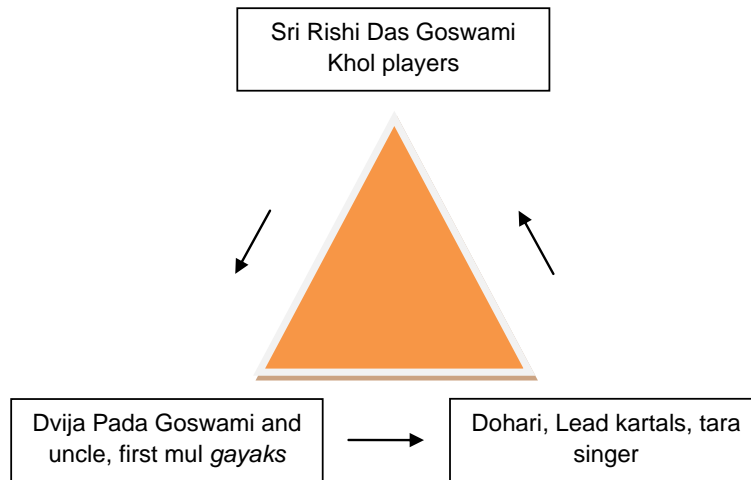 Sri Rishi Das Goswami
Khol players
Dvija Pada Goswami and
uncle, first mul gayaks
Dohari, Lead kartals, tara
singer